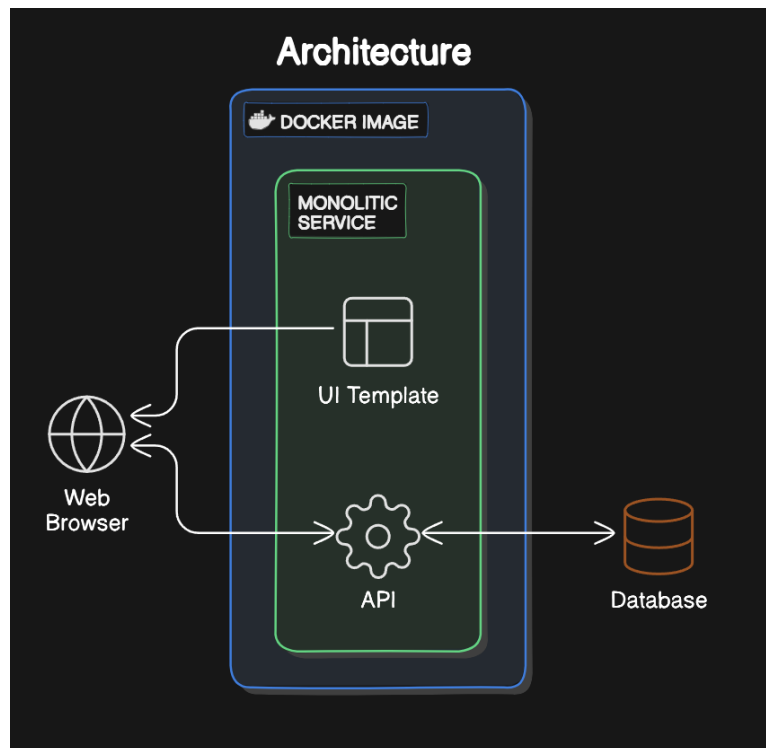 Architecture
DOCKER IMAGE
MONOLITIC
SERVICE
UI Template
Web
Browser
API
Database